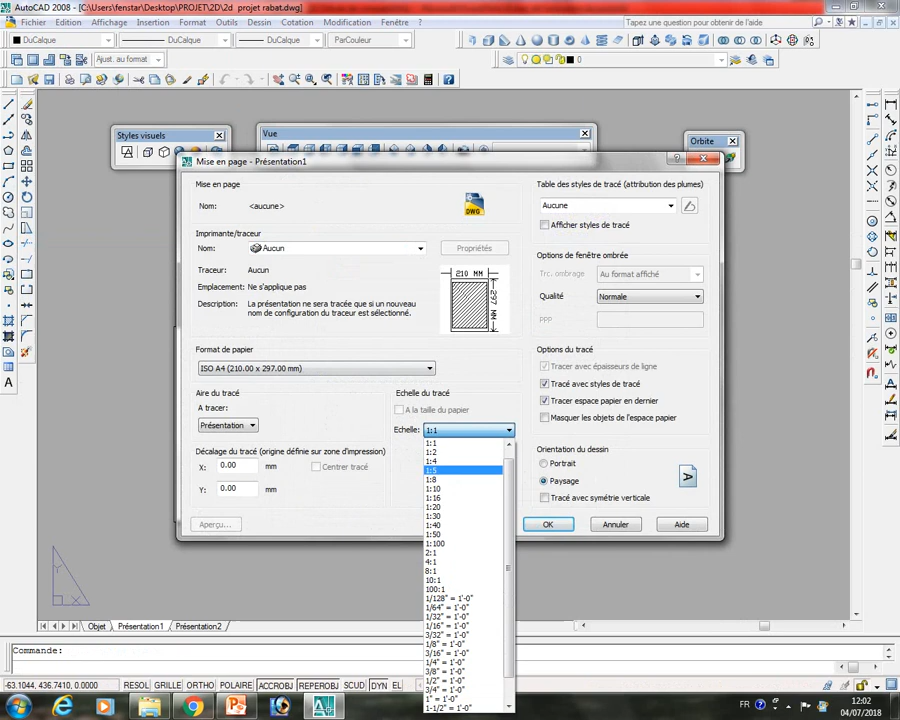 AutoCAD 2008 - [C:\Users\fenstar\Desktop\PROJET\2D\2d projet rabat.dwg]
Fichier Edition Affichage Insertion Format Outils Dessin Cotation Modification Fenêtre ?
Tapez une question pour obtenir de l'aide
DuCalque DuCalque DuCalque ParCouleur
0
Ajust. au format
Styles visuels
Vue
Orbite
Mise en page - Présentation1
Mise en page
Nom: <aucune>
DWG
Imprimante/traceur
Nom: Aucun
Propriétés
Traceur: Aucun
Emplacement: Ne s'applique pas
Description: La présentation ne sera tracée que si un nouveau
nom de configuration du traceur est sélectionné.
210 MM
297 MM
Format de papier
ISO A4 (210.00 x 297.00 mm)
Aire du tracé
A tracer:
Présentation
Décalage du tracé (origine définie sur zone d'impression)
X: 0.00 mm
Centrer tracé
Y: 0.00 mm
Aperçu...
Echelle du tracé
A la taille du papier
Echelle: 1:1
1:1
1:2
1:4
1:5
1:8
1:10
1:16
1:20
1:30
1:40
1:50
1:100
2:1
4:1
8:1
10:1
100:1
1/128" = 1'-0"
1/64" = 1'-0"
1/32" = 1'-0"
1/16" = 1'-0"
3/32" = 1'-0"
1/8" = 1'-0"
3/16" = 1'-0"
1/4" = 1'-0"
3/8" = 1'-0"
1/2" = 1'-0"
3/4" = 1'-0"
1" = 1'-0"
1-1/2" = 1'-0"
Table des styles de tracé (attribution des plumes)
Aucune
Afficher styles de tracé
Options de fenêtre ombrée
Trc. ombrage Au format affiché
Qualité Normale
PPP
Options du tracé
Tracer avec épaisseurs de ligne
Tracé avec styles de tracé
Tracer espace papier en dernier
Masquer les objets de l'espace papier
Orientation du dessin
Portrait
Paysage
Tracé avec symétrie verticale
A
OK Annuler Aide
Y
X
Objet Présentation1 Présentation2
Commande:
-63.1044, 436.7410, 0.0000 RESOL GRILLE ORTHO POLAIRE ACCROBJ REPEROBJ SCUD DYN EL
FR
12:02
04/07/2018